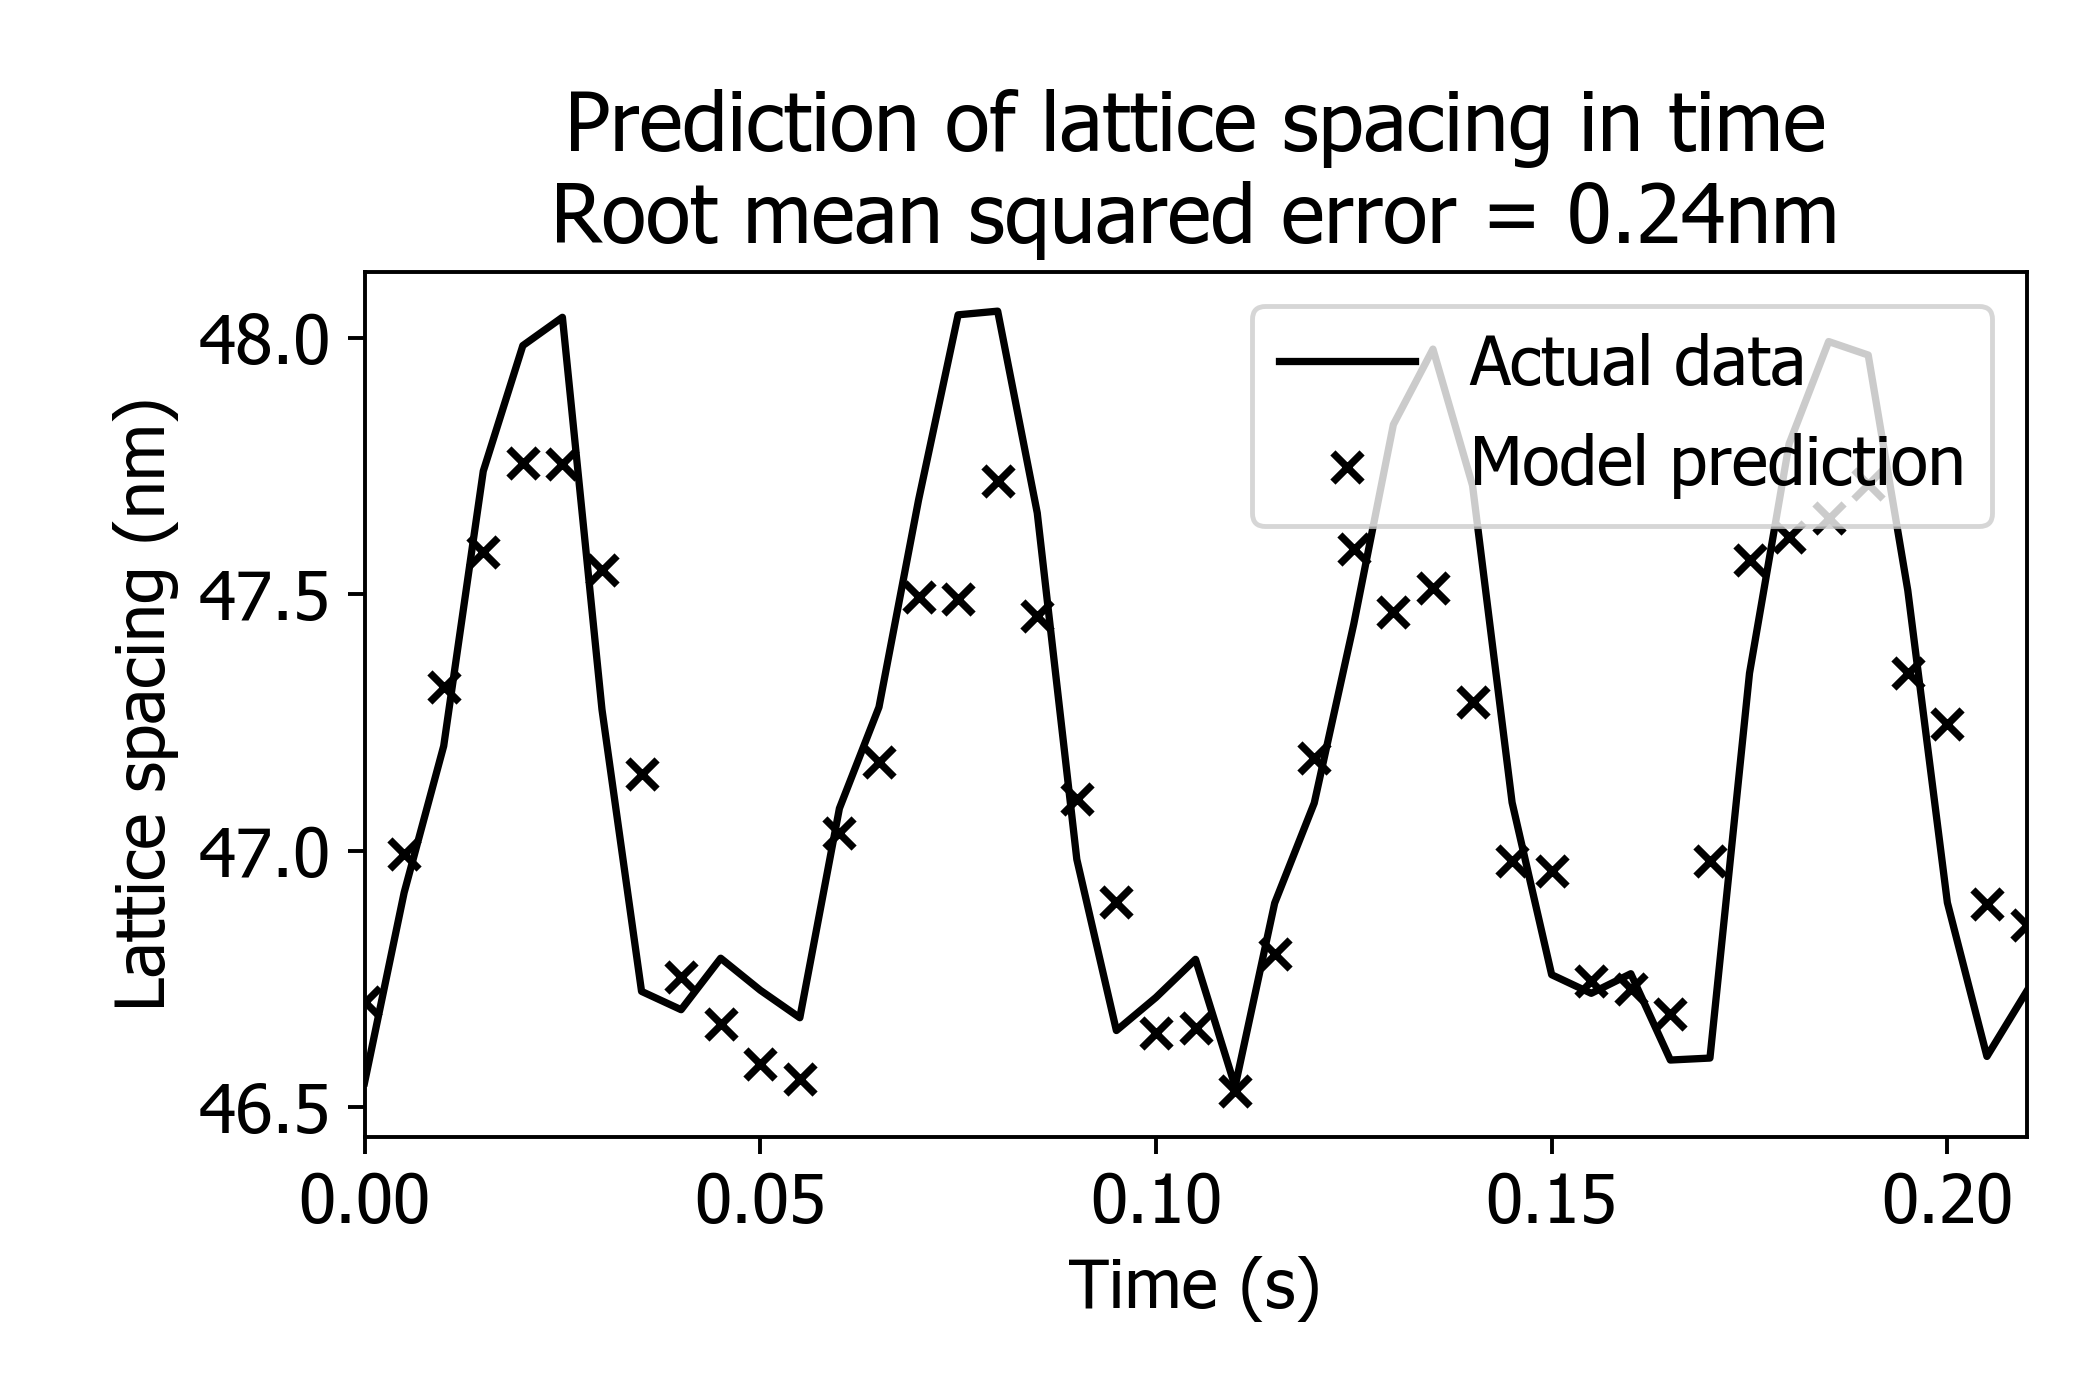 Prediction of lattice spacing in time
Root mean squared error = 0.24nm
48.0
47.5
47.0
46.5
Lattice spacing (nm)
Actual data
Model prediction
0.00 0.05 0.10 0.15 0.20
Time (s)